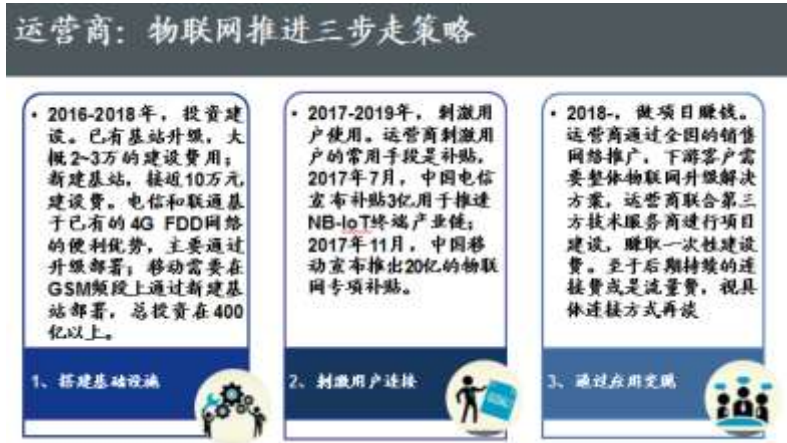 运营商：物联网推进三步走策略
• 2016-2018年，投资建
设。已有基站升级，大
概2~3万的建设费用；
新建基站，接近10万元
建设费。电信和联通基
于已有的4G FDD网络
的便利优势，主要通过
升级部署；移动需要在
GSM频段上通过新建基
站部署，总投资在400
亿以上。
1、搭建基础设施
• 2017-2019年，刺激用
户使用。运营商刺激用
户的常用手段是补贴，
2017年7月，中国电信
宣布补贴3亿用于推进
NB-IoT终端产业链；
2017年11月，中国移
动宣布推出20亿的物联
网专项补贴。
2、刺激用户连接
• 2018-，做项目赚钱。
运营商通过全国的销售
网络推广，下游客户需
要整体物联网升级解决
方案，运营商联合第三
方技术服务商进行项目
建设，赚取一次性建设
费。至于后期持续的连
接费或是流量费，视具
体连接方式再谈
3、通过应用变现